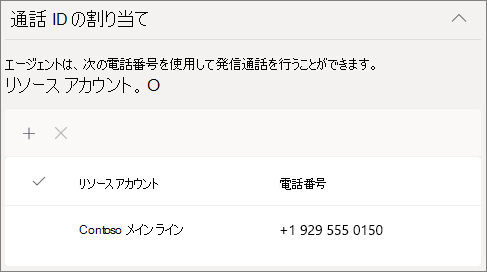 通話 ID の割り当て
エージェントは、次の電話番号を使用して発信通話を行うことができます。
リソース アカウント。 O
リソース アカウント 電話番号
Contoso メイン ライン +1 929 555 0150